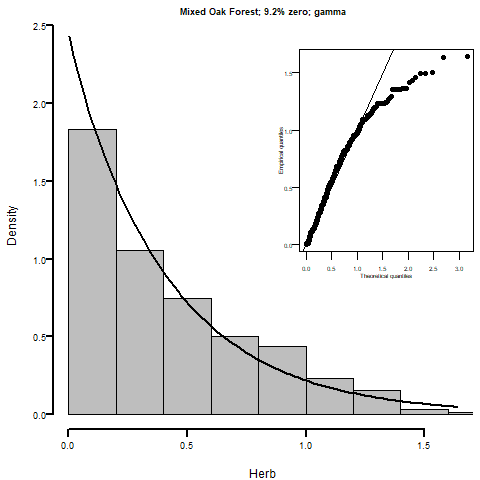 Mixed Oak Forest; 9.2% zero; gamma
2.5
2.0
1.5
1.0
0.5
0.0
Density
0.0 0.5 1.0 1.5
Herb
1.5
1.0
0.5
0.0
Empirical quantiles
0.0 0.5 1.0 1.5 2.0 2.5 3.0
Theoretical quantiles